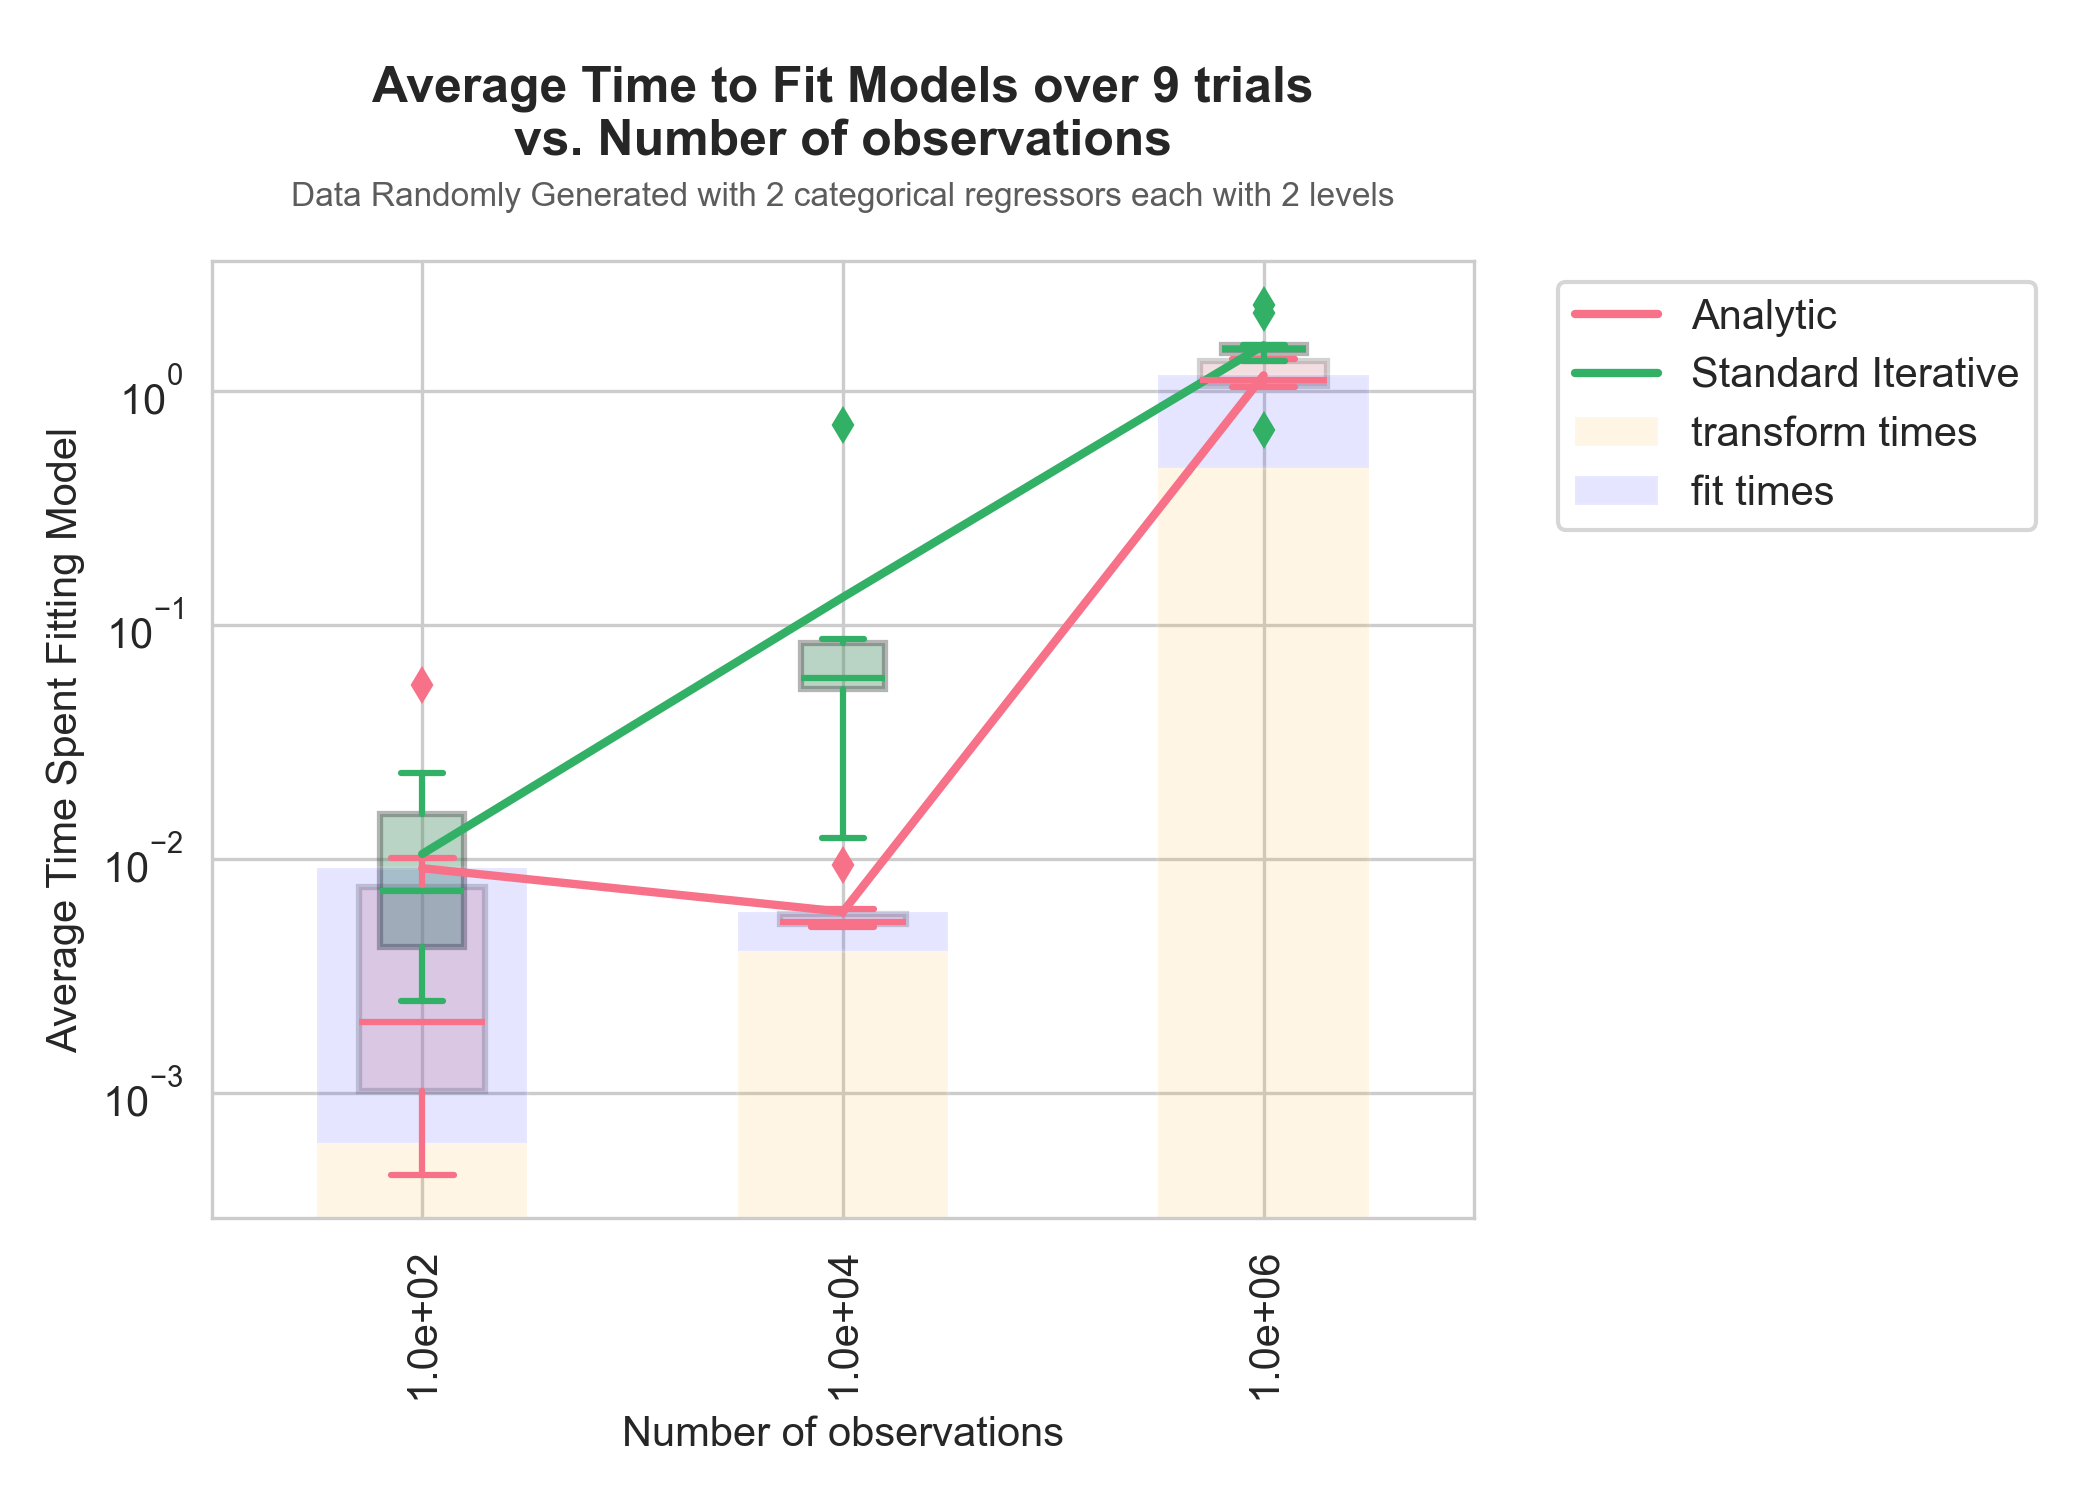 Average Time to Fit Models over 9 trials
vs. Number of observations
Data Randomly Generated with 2 categorical regressors each with 2 levels
Average Time Spent Fitting Model
10⁰
10⁻¹
10⁻²
10⁻³
1.0e+02
1.0e+04
1.0e+06
Number of observations
Analytic
Standard Iterative
transform times
fit times